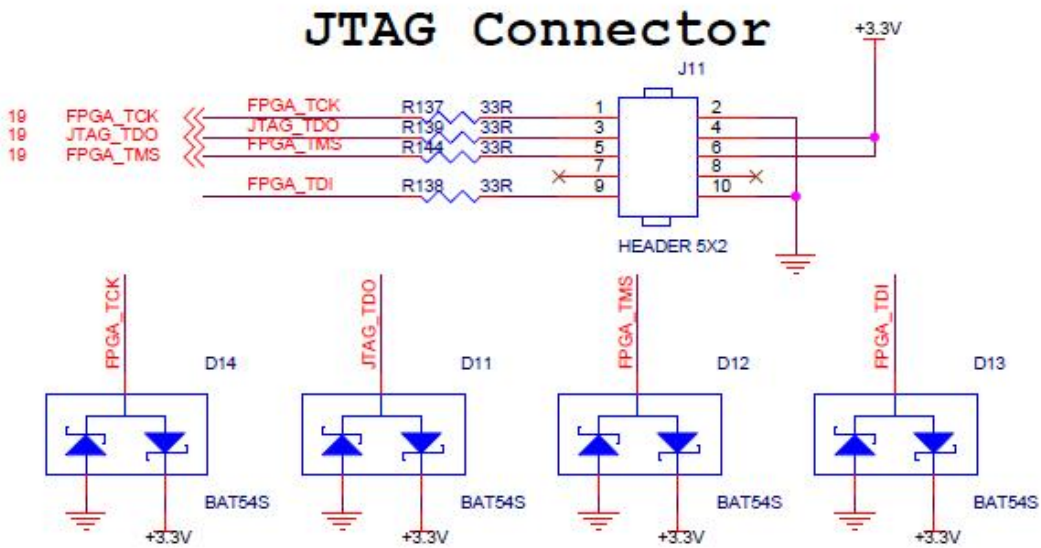 JTAG Connector
+3.3V
J11
19 FPGA_TCK FPGA_TCK R137 33R 1 2
19 JTAG_TDO JTAG_TDO R139 33R 3 4
19 FPGA_TMS FPGA_TMS R144 33R 5 6
7 8
FPGA_TDI R138 33R 9 10
HEADER 5X2
FPGA_TCK JTAG_TDO FPGA_TMS FPGA_TDI
D14 D11 D12 D13
BAT54S BAT54S BAT54S BAT54S
+3.3V +3.3V +3.3V +3.3V